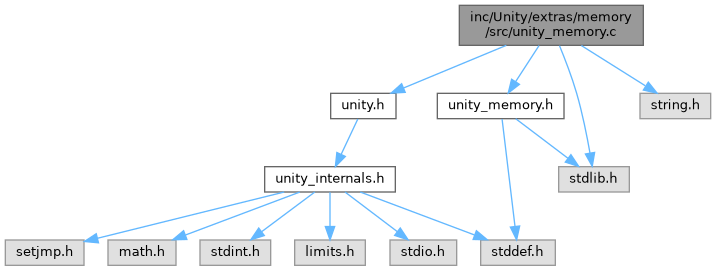 inc/Unity/extras/memory
/src/unity_memory.c
unity.h
unity_memory.h
string.h
unity_internals.h
stdlib.h
setjmp.h
math.h
stdint.h
limits.h
stdio.h
stddef.h